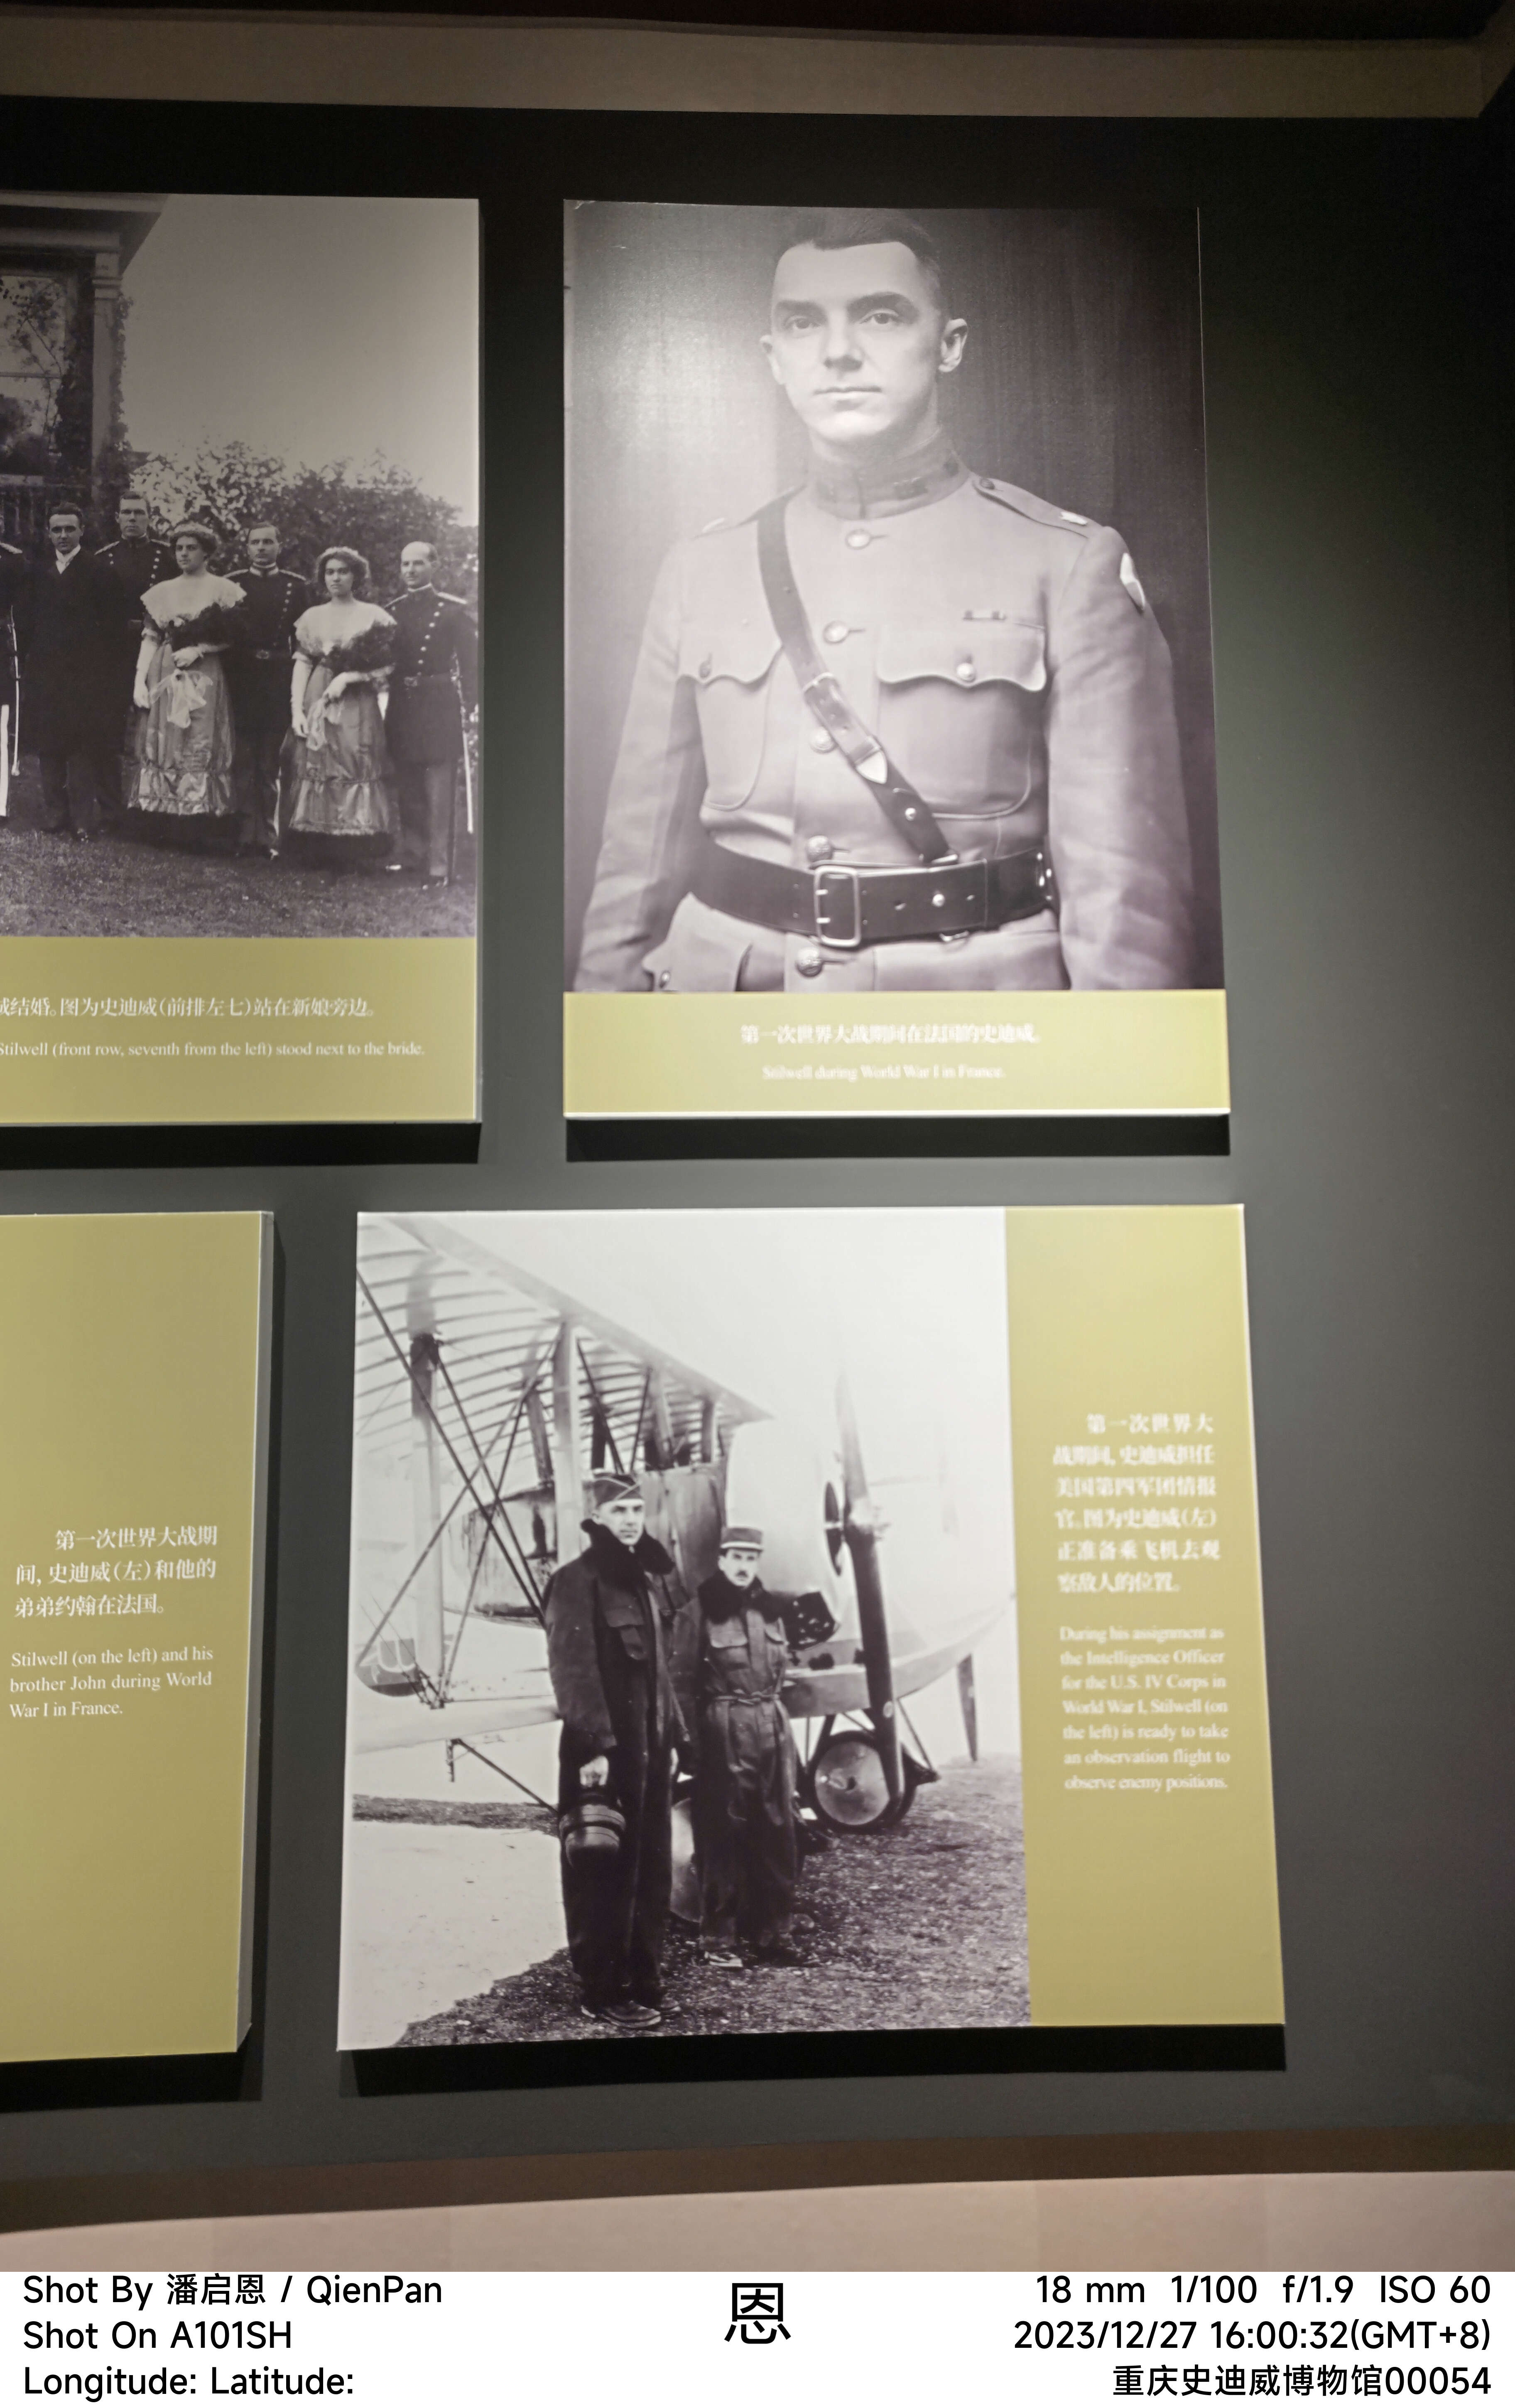 城结婚。图为史迪威(前排左七)站在新娘旁边。
Stilwell (front row, seventh from the left) stood next to the bride.
第一次世界大战期间在法国的史迪威。
Stilwell during World War I in France.
第一次世界大战期
间,史迪威(左)和他的
弟弟约翰在法国。
Stilwell (on the left) and his
brother John during World
War I in France.
第一次世界大
战期间,史迪威担任
美国第四军团情报
官。图为史迪威(左)
正准备乘飞机去观
察敌人的位置。
During his assignment as
the Intelligence Officer
for the U.S. IV Corps in
World War I, Stilwell (on
the left) is ready to take
an observation flight to
observe enemy positions.
Shot By 潘启恩 / QienPan
Shot On A101SH
Longitude: Latitude:
恩
18 mm 1/100 f/1.9 ISO 60
2023/12/27 16:00:32(GMT+8)
重庆史迪威博物馆00054